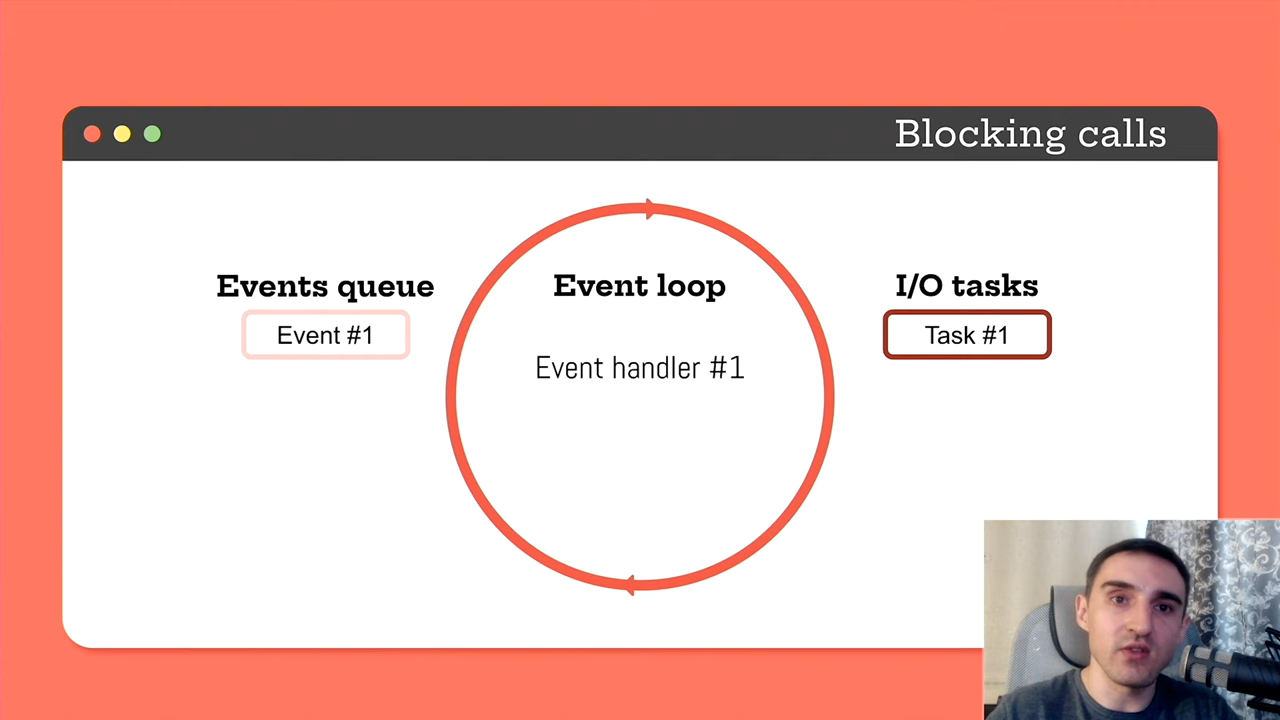 Blocking calls
Events queue
Event #1
Event loop
Event handler #1
I/O tasks
Task #1